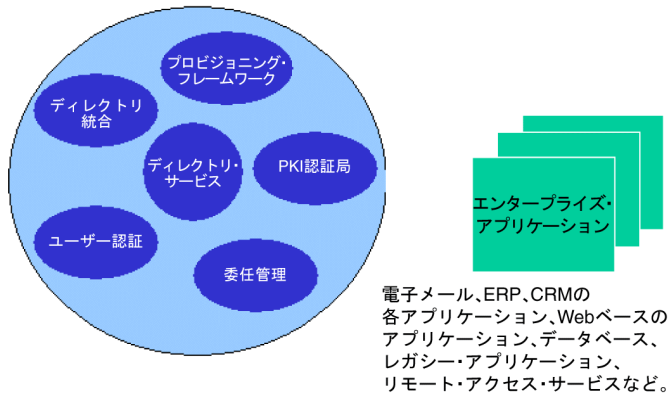 プロビジョニング・
フレームワーク
ディレクトリ
統合
ディレクトリ・
サービス
PKI認証局
ユーザー認証
委任管理
エンタープライズ・
アプリケーション
電子メール、ERP、CRMの
各アプリケーション、Webベースの
アプリケーション、データベース、
レガシー・アプリケーション、
リモート・アクセス・サービスなど。